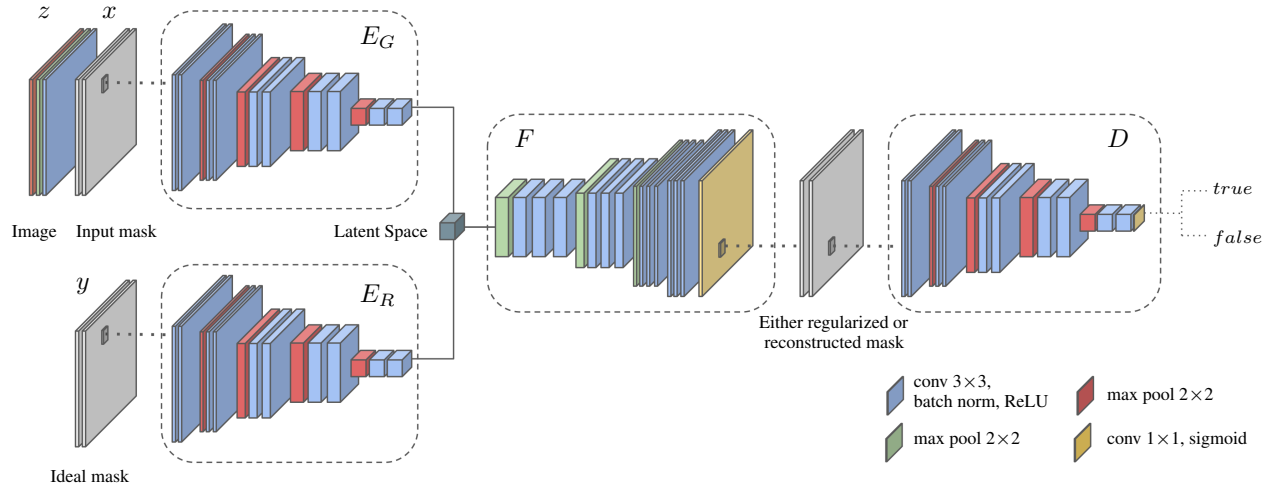 z
x
E_G
Image
Input mask
Latent Space
F
D
true
false
y
E_R
Ideal mask
Either regularized or
reconstructed mask
conv 3×3,
batch norm, ReLU
max pool 2×2
max pool 2×2
conv 1×1, sigmoid